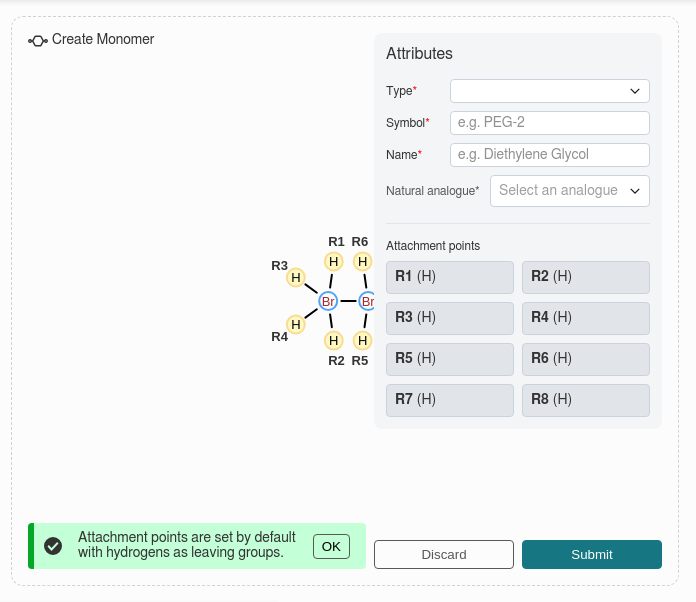 Create Monomer
Attributes
Type*
Symbol* e.g. PEG-2
Name* e.g. Diethylene Glycol
Natural analogue* Select an analogue
Attachment points
R1 (H) R2 (H)
R3 (H) R4 (H)
R5 (H) R6 (H)
R7 (H) R8 (H)
R1 R6
R3 H H H
Br Br
H H H
R4 R2 R5
Attachment points are set by default
with hydrogens as leaving groups.
OK
Discard Submit